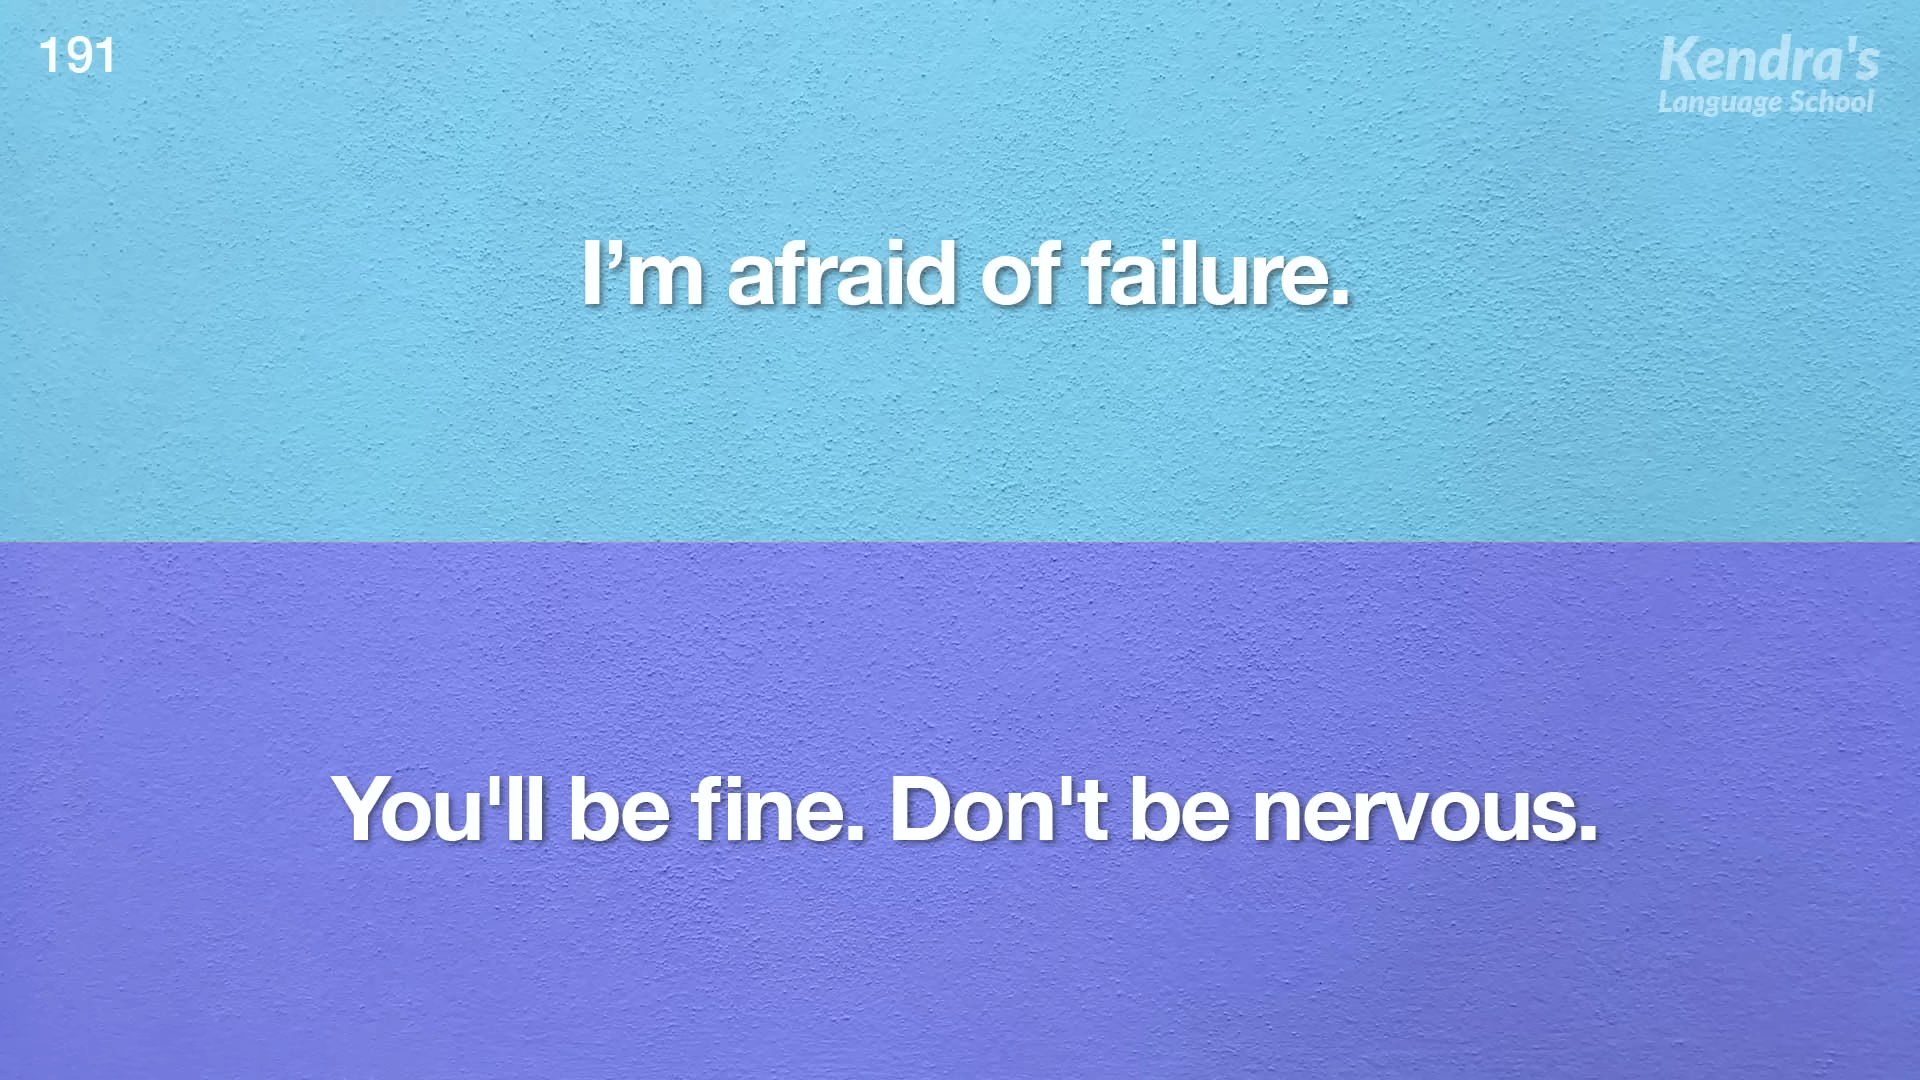 191
Kendra's
Language School
I’m afraid of failure.
You'll be fine. Don't be nervous.